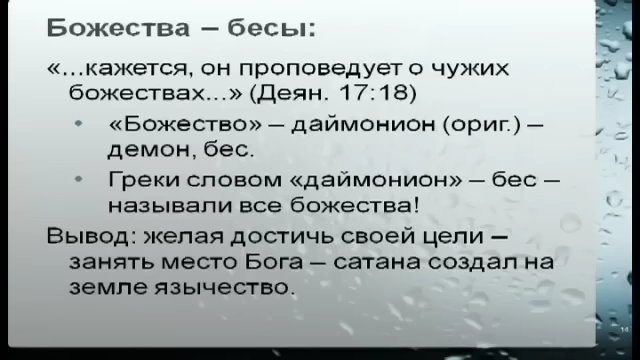 Божества – бесы:
«...кажется, он проповедует о чужих
божествах...» (Деян. 17:18)
• «Божество» – даймонион (ориг.) –
демон, бес.
• Греки словом «даймонион» – бес –
называли все божества!
Вывод: желая достичь своей цели –
занять место Бога – сатана создал на
земле язычество.
14